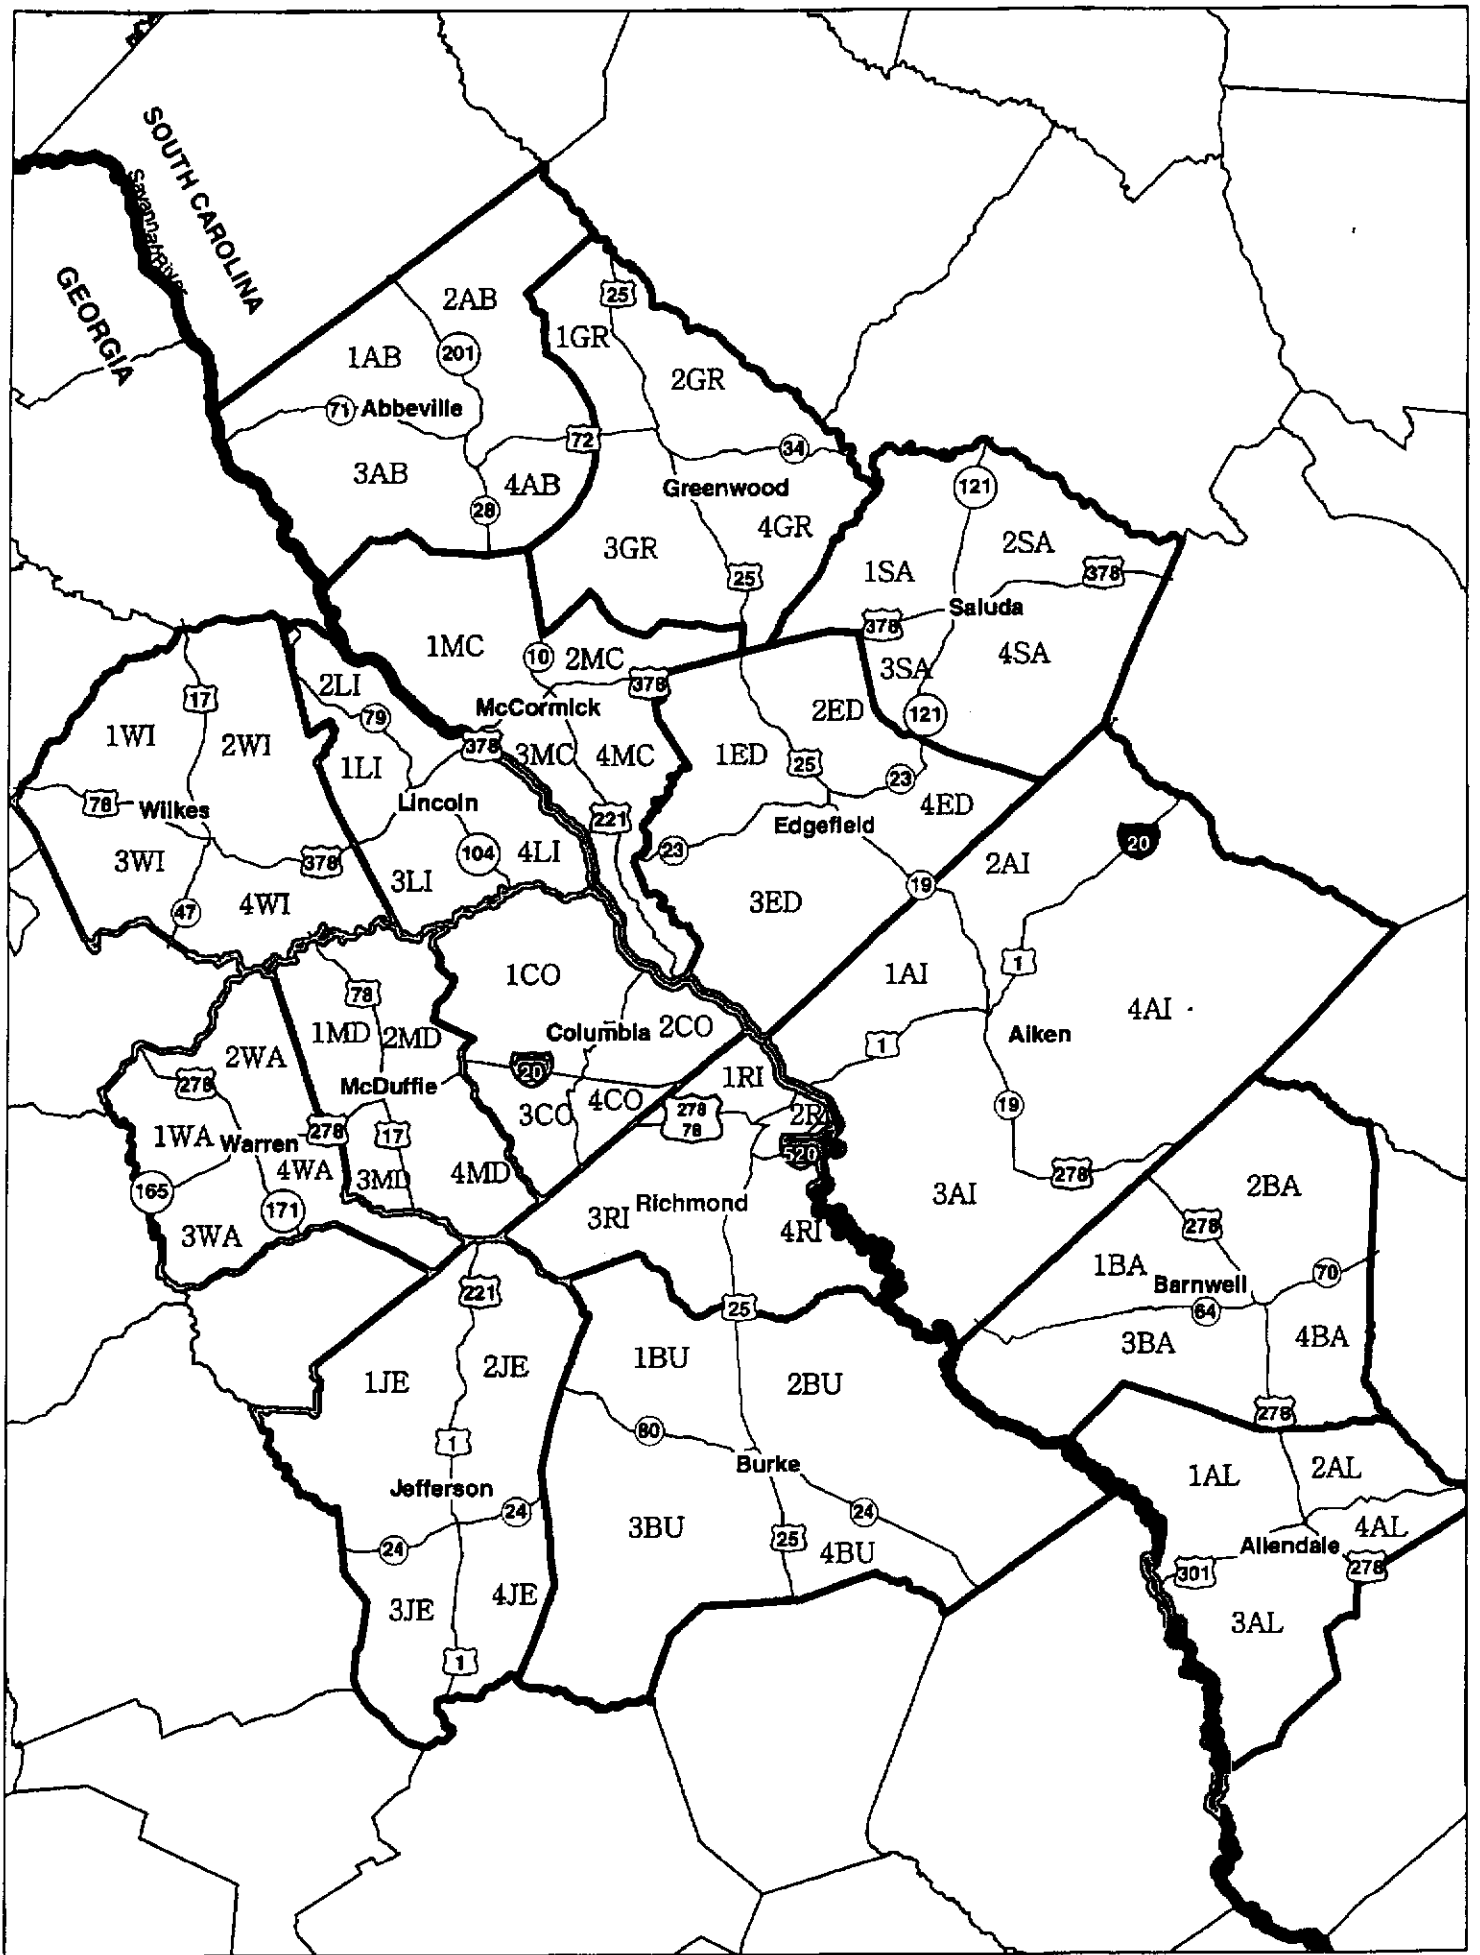 SOUTH CAROLINA
Savannah River
GEORGIA
2AB
25
1GR
1AB
201
2GR
71
Abbeville
72
34
3AB
4AB
Greenwood
121
28
4GR
2SA
3GR
1SA
378
25
Saluda
378
1MC
10
2MC
4SA
3SA
2LI
378
17
McCormick
2ED
121
79
1WI
2WI
378
3MC
4MC
1ED
1LI
25
23
78
Wilkes
Lincoln
4ED
221
Edgefield
20
3WI
378
104
4LI
23
2AI
3LI
19
47
4WI
3ED
1CO
1AI
1
78
4AI
1MD
2MD
Columbia
2CO
Aiken
1
2WA
20
1RI
278
McDuffie
19
3CO
4CO
278
78
2RI
1WA
Warren
278
17
520
4WA
3MD
4MD
278
165
Richmond
3AI
2BA
171
3RI
4RI
278
3WA
1BA
70
Barnwell
221
25
64
3BA
4BA
1BU
2JE
1JE
2BU
278
80
1
Burke
1AL
2AL
Jefferson
24
24
3BU
4AL
25
24
4BU
Allendale
301
278
3JE
4JE
3AL
1